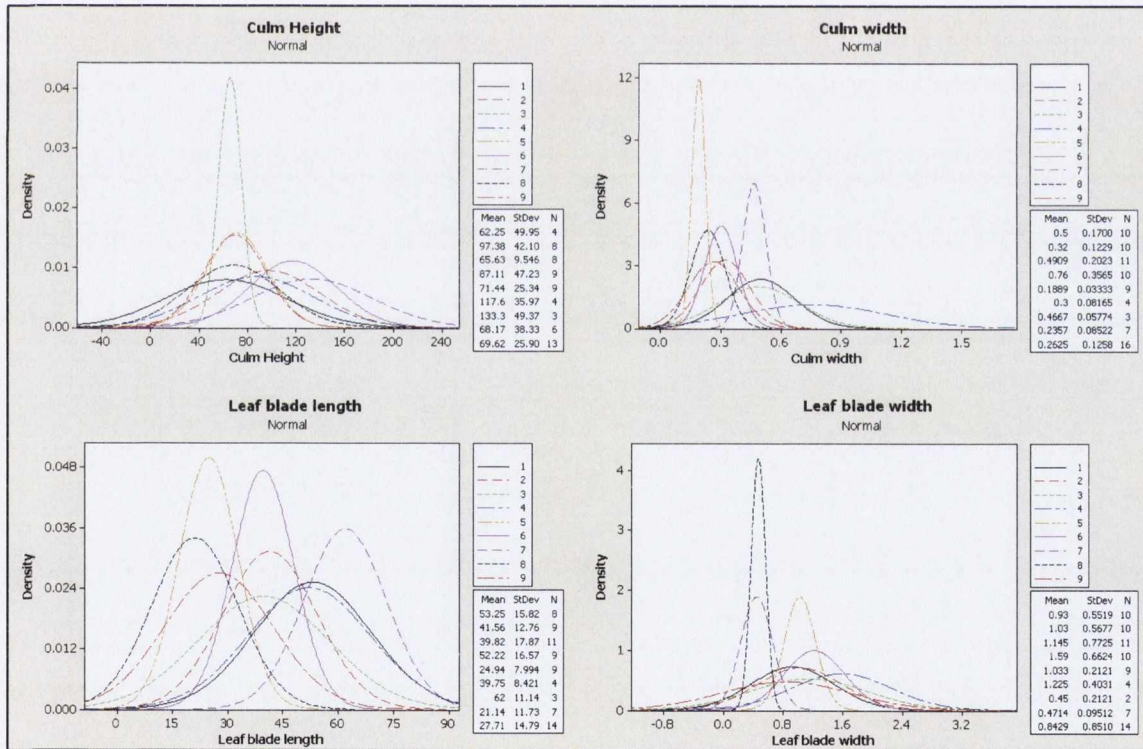 Culm Height
Normal
0.04
0.03
0.02
0.01
0.00
Density
-40 0 40 80 120 160 200 240
Culm Height
1
2
3
4
5
6
7
8
9
Mean StDev N
62.25 49.95 4
97.38 42.10 8
65.63 9.546 8
87.11 47.23 9
71.44 25.34 9
117.6 35.97 4
133.3 49.37 3
68.17 38.33 6
69.62 25.90 13
Culm width
Normal
12
9
6
3
0
Density
0.0 0.3 0.6 0.9 1.2 1.5
Culm width
1
2
3
4
5
6
7
8
9
Mean StDev N
0.5 0.1700 10
0.32 0.1229 10
0.4909 0.2023 11
0.76 0.3565 10
0.1889 0.03333 9
0.3 0.08165 4
0.4667 0.05774 3
0.2357 0.08522 7
0.2625 0.1258 16
Leaf blade length
Normal
0.048
0.036
0.024
0.012
0.000
Density
0 15 30 45 60 75 90
Leaf blade length
1
2
3
4
5
6
7
8
9
Mean StDev N
53.25 15.82 8
41.56 12.76 9
39.82 17.87 11
52.22 16.57 9
24.94 7.994 9
39.75 8.421 4
62 11.14 3
21.14 11.73 7
27.71 14.79 14
Leaf blade width
Normal
4
3
2
1
0
Density
-0.8 0.0 0.8 1.6 2.4 3.2
Leaf blade width
1
2
3
4
5
6
7
8
9
Mean StDev N
0.93 0.5519 10
1.03 0.5677 10
1.145 0.7725 11
1.59 0.6624 10
1.033 0.2121 9
1.225 0.4031 4
0.45 0.2121 2
0.4714 0.09512 7
0.8429 0.8510 14